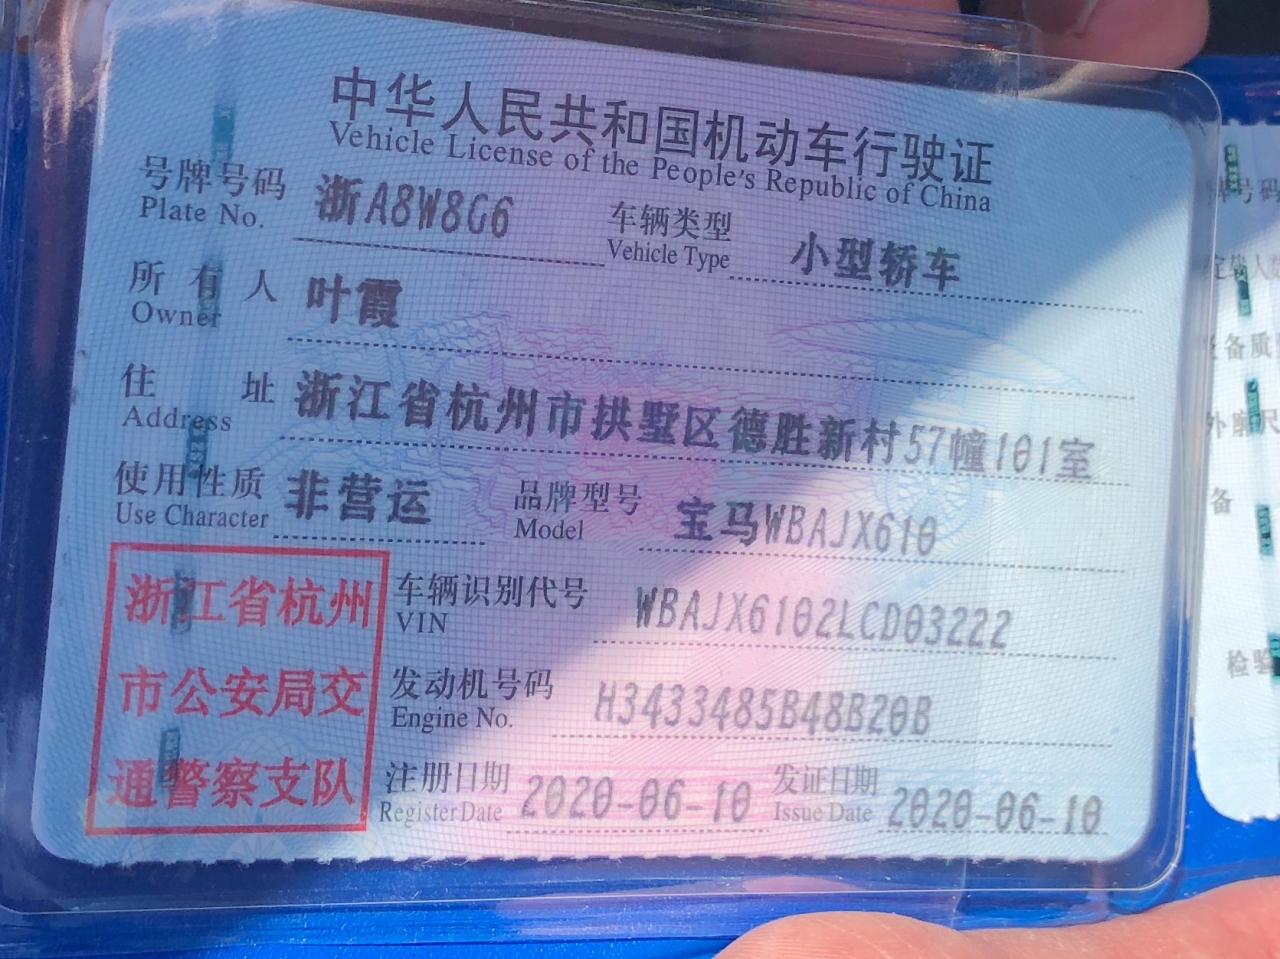 中华人民共和国机动车行驶证
Vehicle License of the People's Republic of China
号牌号码 浙A8W8G6 车辆类型 小型轿车
Plate No. Vehicle Type
所有人 叶霞
Owner
住址 浙江省杭州市拱墅区德胜新村57幢101室
Address
使用性质 非营运 品牌型号 宝马WBAJX610
Use Character Model
浙江省杭州 车辆识别代号 WBAJX6102LCD03222
VIN
市公安局交 发动机号码 H3433485B48B20B
Engine No.
通警察支队 注册日期 2020-06-10 发证日期 2020-06-10
Register Date Issue Date
号码
备
检验